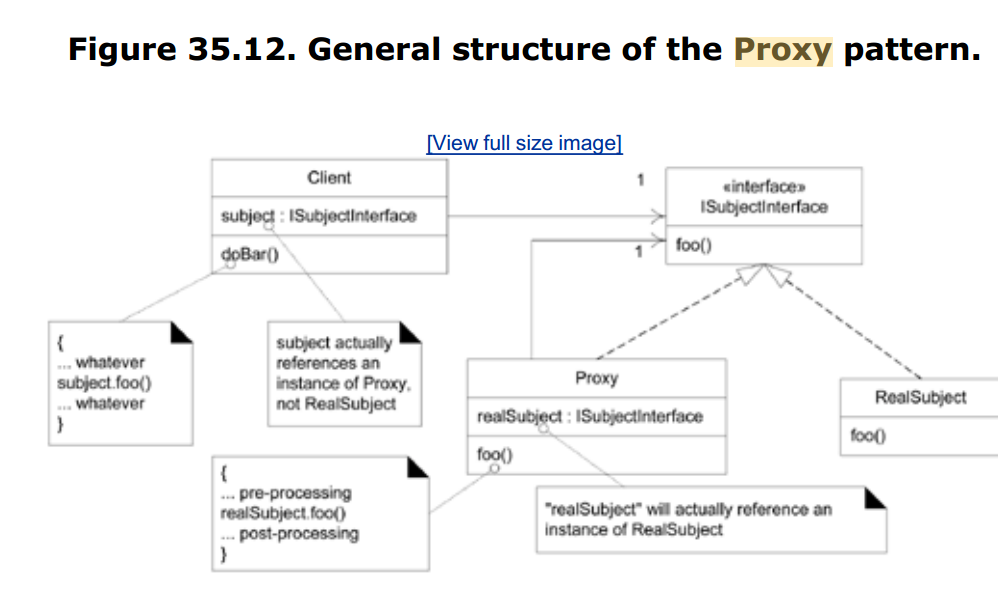 Figure 35.12. General structure of the Proxy pattern.
[View full size image]
Client
subject : ISubjectInterface
doBar()
1
«interface»
ISubjectInterface
foo()
1
{
... whatever
subject.foo()
... whatever
}
subject actually
references an
instance of Proxy,
not RealSubject
Proxy
realSubject : ISubjectInterface
foo()
RealSubject
foo()
{
... pre-processing
realSubject.foo()
... post-processing
}
"realSubject" will actually reference an
instance of RealSubject